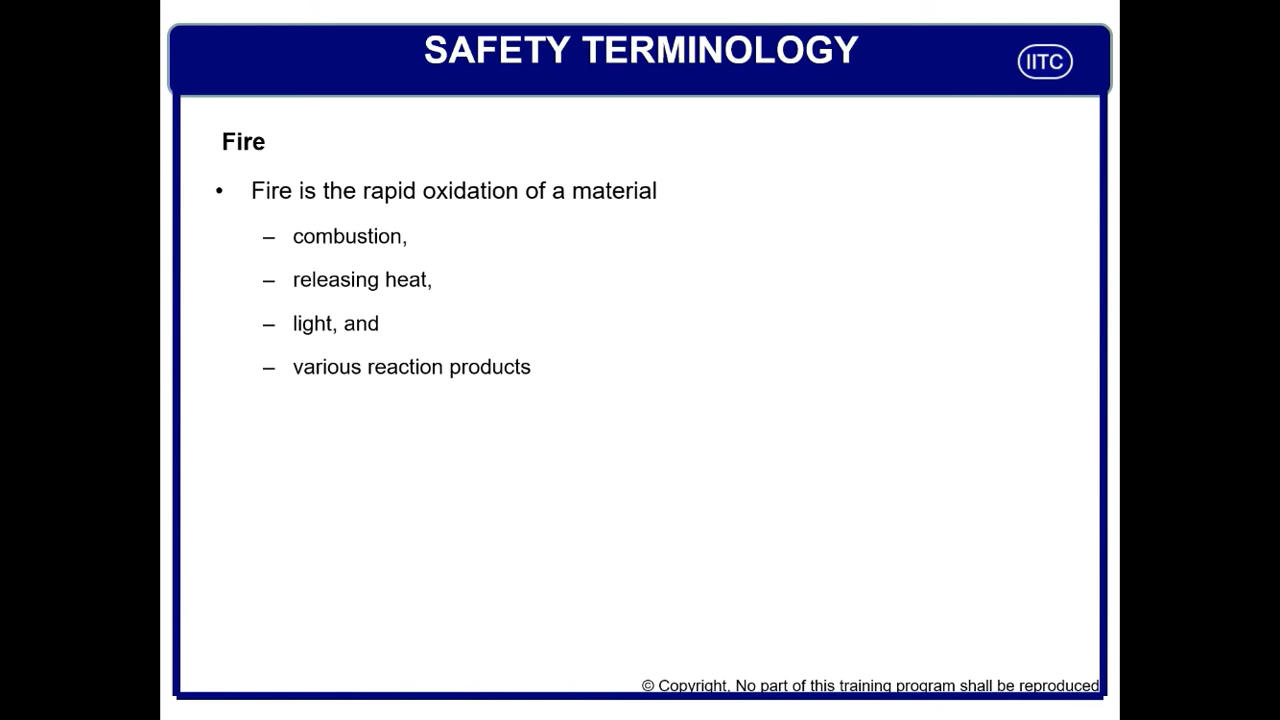 SAFETY TERMINOLOGY
IITC
Fire
• Fire is the rapid oxidation of a material
– combustion,
– releasing heat,
– light, and
– various reaction products
© Copyright, No part of this training program shall be reproduced